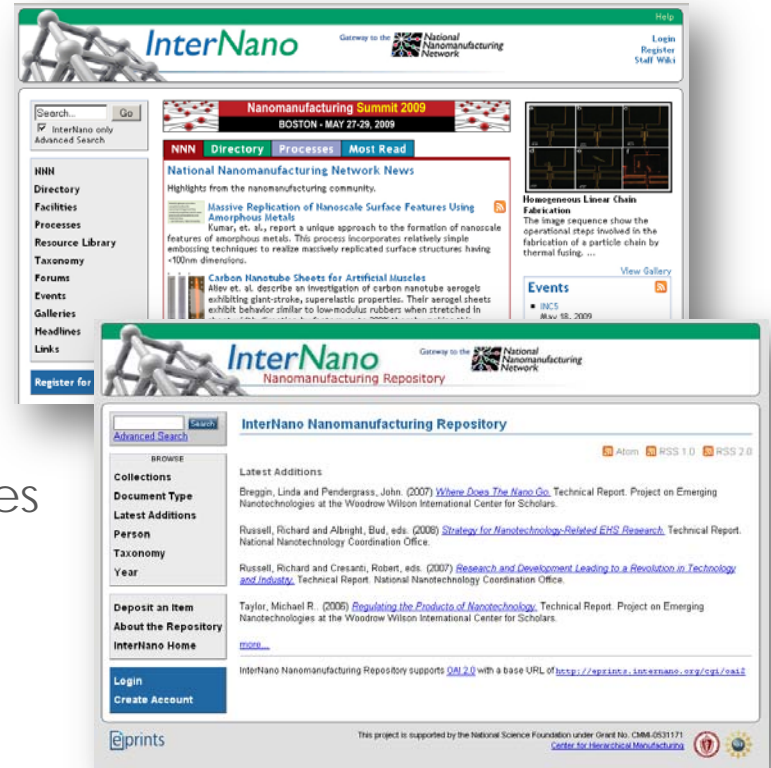 Help
InterNano
Gateway to the National Nanomanufacturing Network
Login
Register
Staff Wiki
Search... Go
InterNano only
Advanced Search
NNN
Directory
Facilities
Processes
Resource Library
Taxonomy
Forums
Events
Galleries
Headlines
Links
Register for
Nanomanufacturing Summit 2009
BOSTON - MAY 27-29, 2009
NNN Directory Processes Most Read
National Nanomanufacturing Network News
Highlights from the nanomanufacturing community.
Massive Replication of Nanoscale Surface Features Using
Amorphous Metals
Kumar, et. al., report a unique approach to the formation of nanoscale
features of amorphous metals. This process incorporates relatively simple
embossing techniques to realize massively replicated surface structures having
<100nm dimensions.
Carbon Nanotube Sheets for Artificial Muscles
Aliev et. al. describe an investigation of carbon nanotube aerogels
exhibiting giant-stroke, superelastic properties. Their aerogel sheets
exhibit behavior similar to low-modulus rubbers when stretched in
Homogeneous Linear Chain
Fabrication
The image sequence show the
operational steps involved in the
fabrication of a particle chain by
thermal fusing. ...
View Gallery
Events
INC5
May 18, 2009
es
InterNano
Nanomanufacturing Repository
Gateway to the National Nanomanufacturing Network
Search
Advanced Search
BROWSE
Collections
Document Type
Latest Additions
Person
Taxonomy
Year
Deposit an Item
About the Repository
InterNano Home
Login
Create Account
InterNano Nanomanufacturing Repository
Atom RSS 1.0 RSS 2.0
Latest Additions
Breggin, Linda and Pendergrass, John. (2007) Where Does The Nano Go. Technical Report. Project on Emerging
Nanotechnologies at the Woodrow Wilson International Center for Scholars.
Russell, Richard and Albright, Bud, eds. (2008) Strategy for Nanotechnology-Related EHS Research. Technical Report.
National Nanotechnology Coordination Office.
Russell, Richard and Cresanti, Robert, eds. (2007) Research and Development Leading to a Revolution in Technology
and Industry. Technical Report. National Nanotechnology Coordination Office.
Taylor, Michael R.. (2006) Regulating the Products of Nanotechnology. Technical Report. Project on Emerging
Nanotechnologies at the Woodrow Wilson International Center for Scholars.
more...
InterNano Nanomanufacturing Repository supports OAI 2.0 with a base URL of http://eprints.internano.org/cgi/oai2
eprints
This project is supported by the National Science Foundation under Grant No. CMMI-0531171
Center for Hierarchical Manufacturing